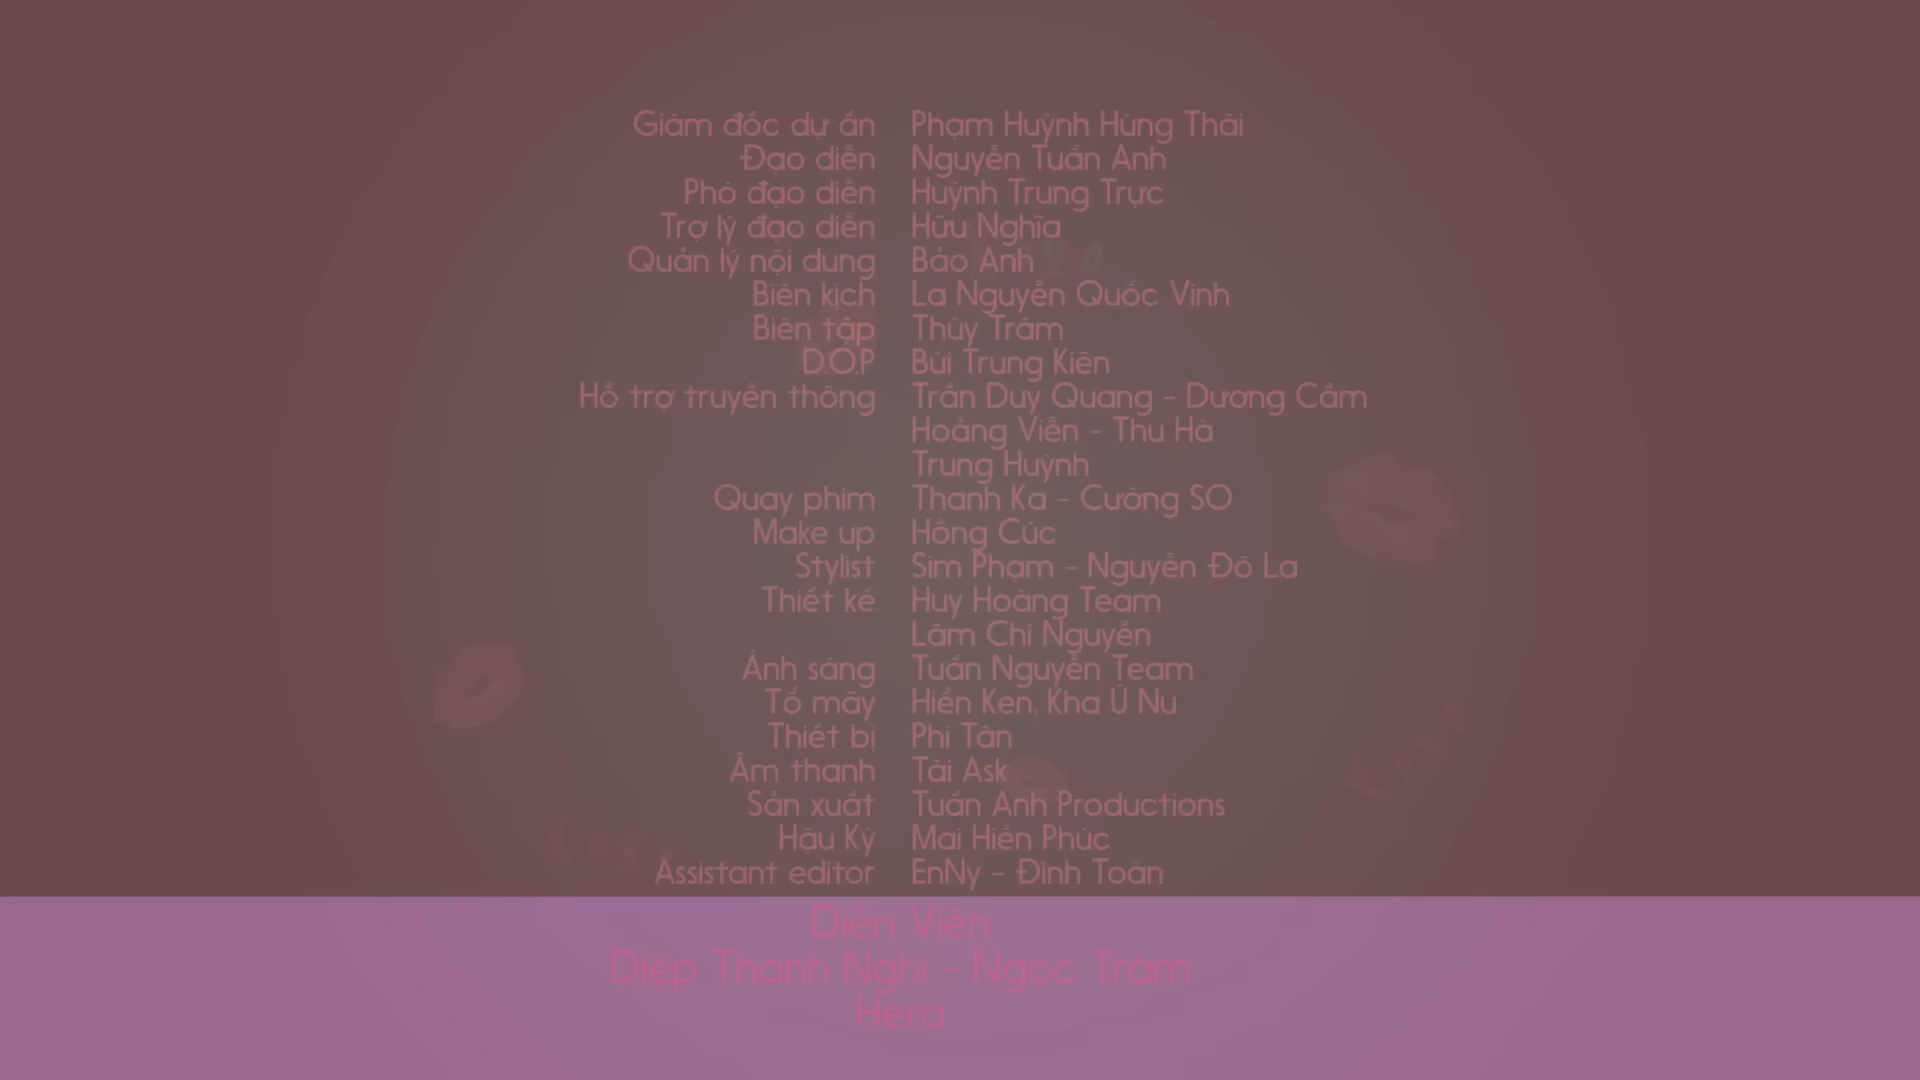 Giám đốc dự án Phạm Huỳnh Hùng Thái
Đạo diễn Nguyễn Tuấn Anh
Phó đạo diễn Huỳnh Trung Trực
Trợ lý đạo diễn Hữu Nghĩa
Quản lý nội dung Bảo Anh
Biên kịch La Nguyễn Quốc Vinh
Biên tập Thùy Trâm
D.O.P Bùi Trung Kiên
Hỗ trợ truyền thông Trần Duy Quang - Dương Cầm
Hoàng Viễn - Thu Hà
Trung Huỳnh
Quay phim Thanh Ka - Cường SO
Make up Hồng Cúc
Stylist Sim Phạm - Nguyễn Đô La
Thiết kế Huy Hoàng Team
Lâm Chí Nguyễn
Ánh sáng Tuấn Nguyễn Team
Tổ máy Hiển Ken, Kha Ú Nu
Thiết bị Phi Tân
Âm thanh Tài Ask
Sản xuất Tuấn Anh Productions
Hậu Kỳ Mai Hiền Phúc
Assistant editor EnNy - Đình Toàn
Diễn Viên
Diệp Thanh Nghi - Ngọc Trâm
Hera
xoxo
xoxo